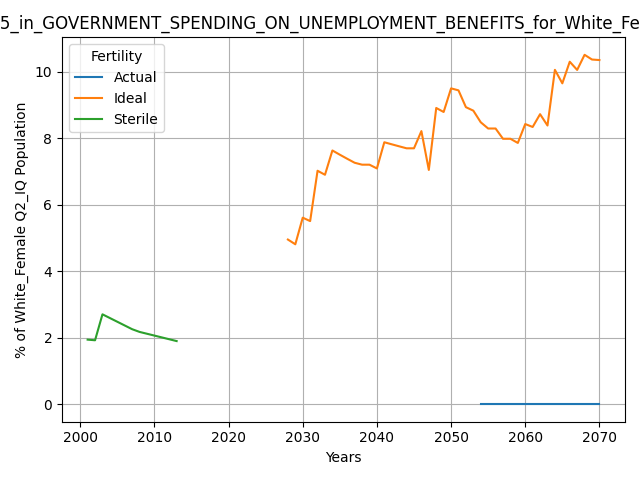 5_in_GOVERNMENT_SPENDING_ON_UNEMPLOYMENT_BENEFITS_for_White_Fe
Fertility
Actual
Ideal
Sterile
% of White_Female Q2_IQ Population
10
8
6
4
2
0
2000 2010 2020 2030 2040 2050 2060 2070
Years